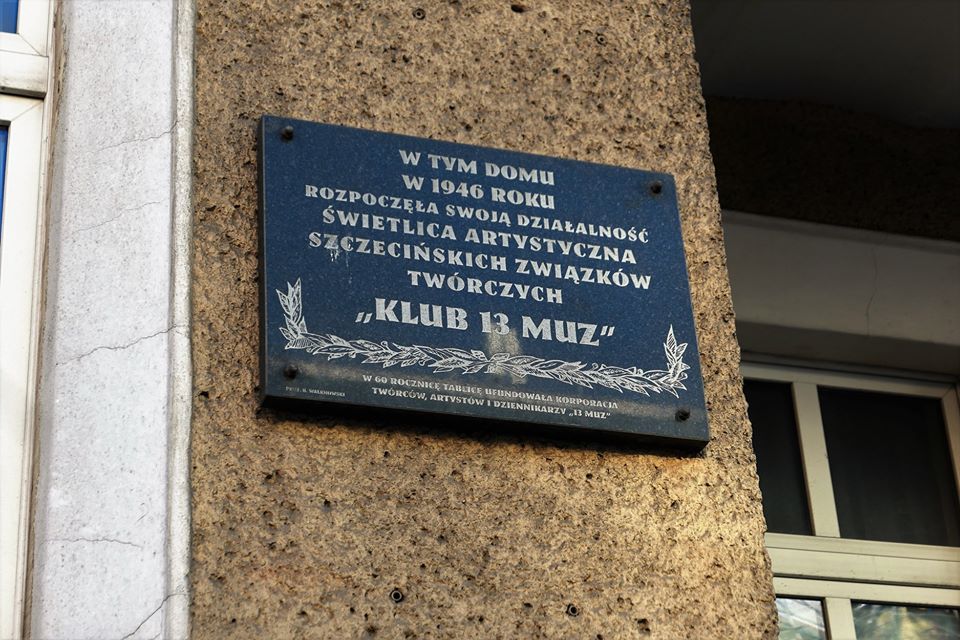 W TYM DOMU
W 1946 ROKU
ROZPOCZĘŁA SWOJĄ DZIAŁALNOŚĆ
ŚWIETLICA ARTYSTYCZNA
SZCZECIŃSKICH ZWIĄZKÓW
TWÓRCZYCH
„KLUB 13 MUZ”
W 60 ROCZNICĘ TABLICĘ UFUNDOWAŁA KORPORACJA
TWÓRCÓW, ARTYSTÓW I DZIENNIKARZY „13 MUZ”